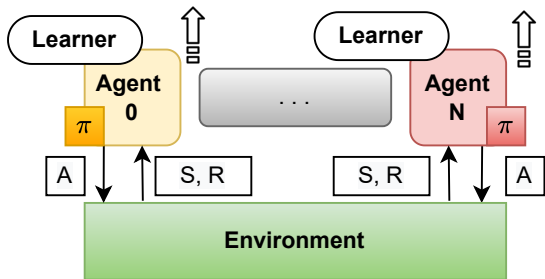 Learner
Learner
Agent
0
. . .
Agent
N
π
π
A
S, R
S, R
A
Environment